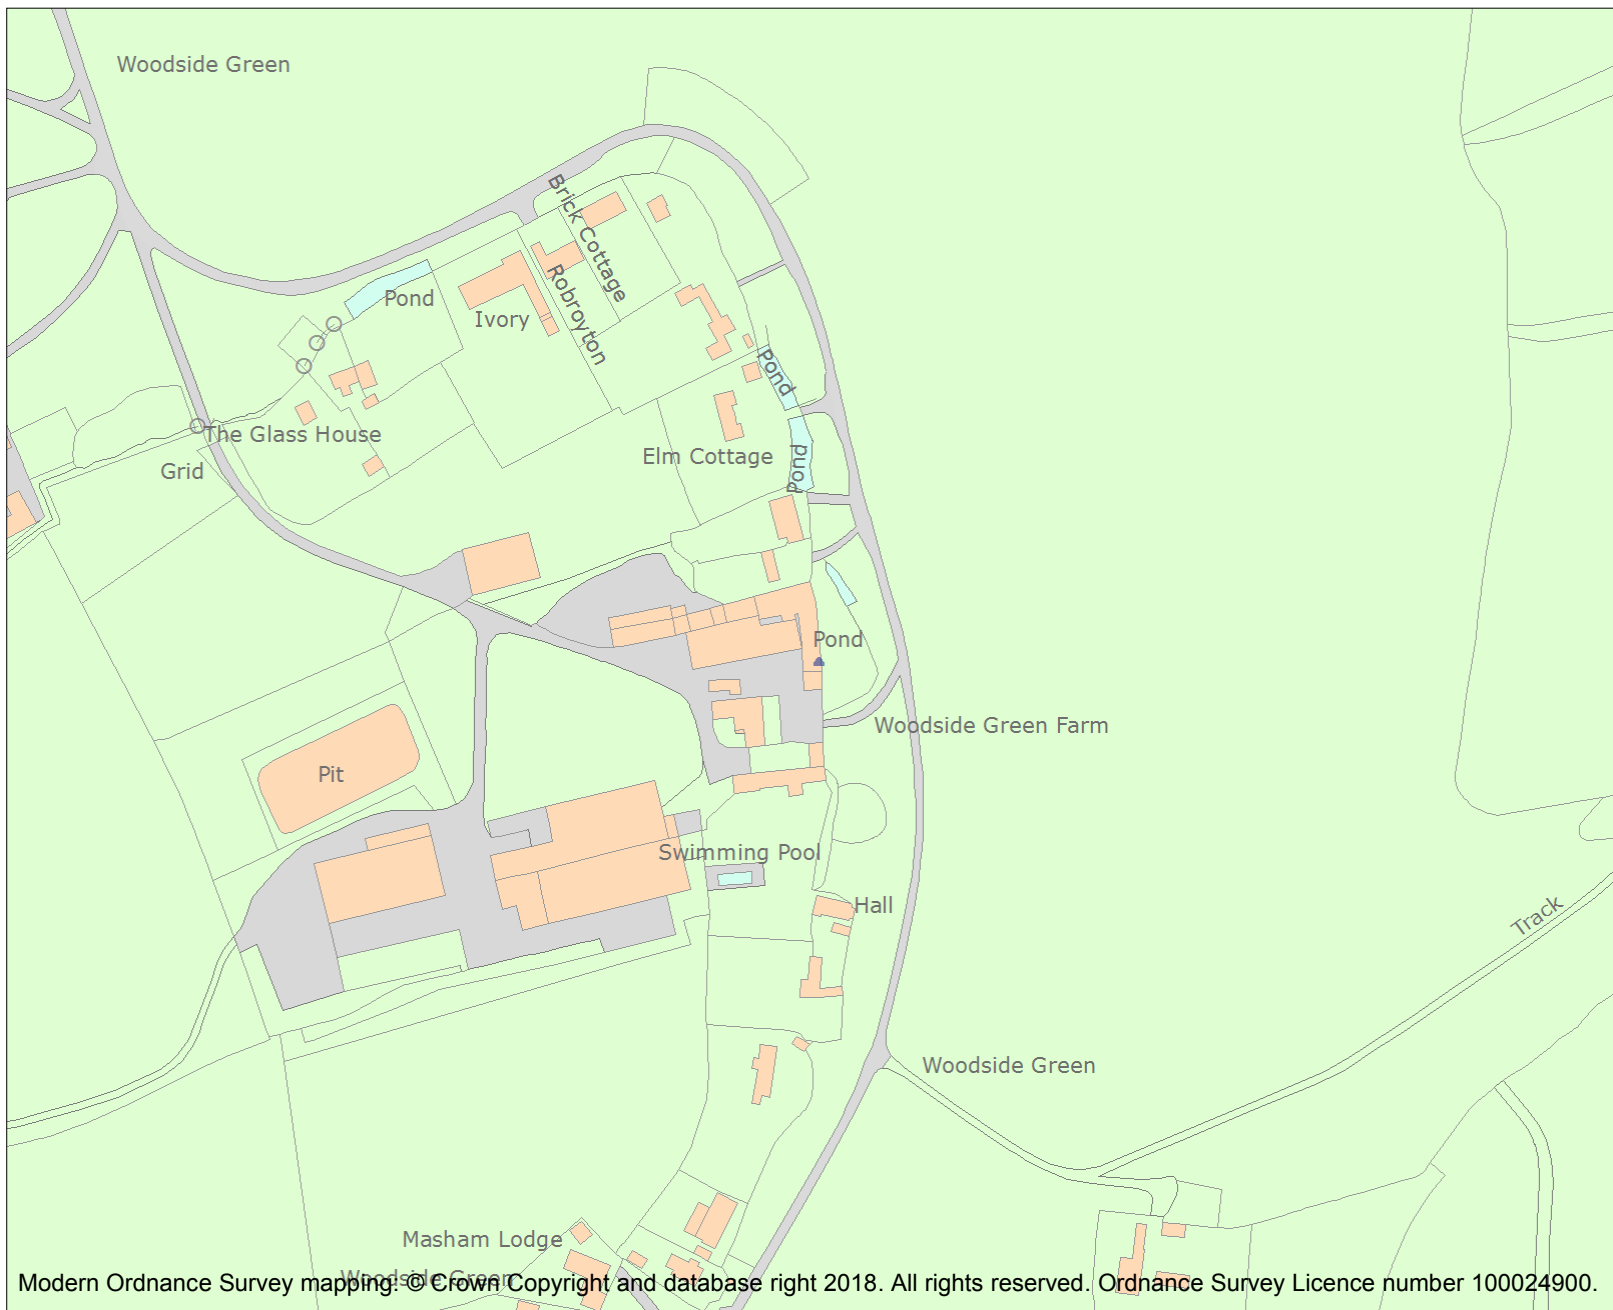 Woodside Green
Brick Cottage
Pond
Ivory
Robroyton
Pond
The Glass House
Elm Cottage
Pond
Grid
Pond
Woodside Green Farm
Pit
Swimming Pool
Hall
Track
Woodside Green
Masham Lodge
Woodside Green
Modern Ordnance Survey mapping: © Crown Copyright and database right 2018. All rights reserved. Ordnance Survey Licence number 100024900.